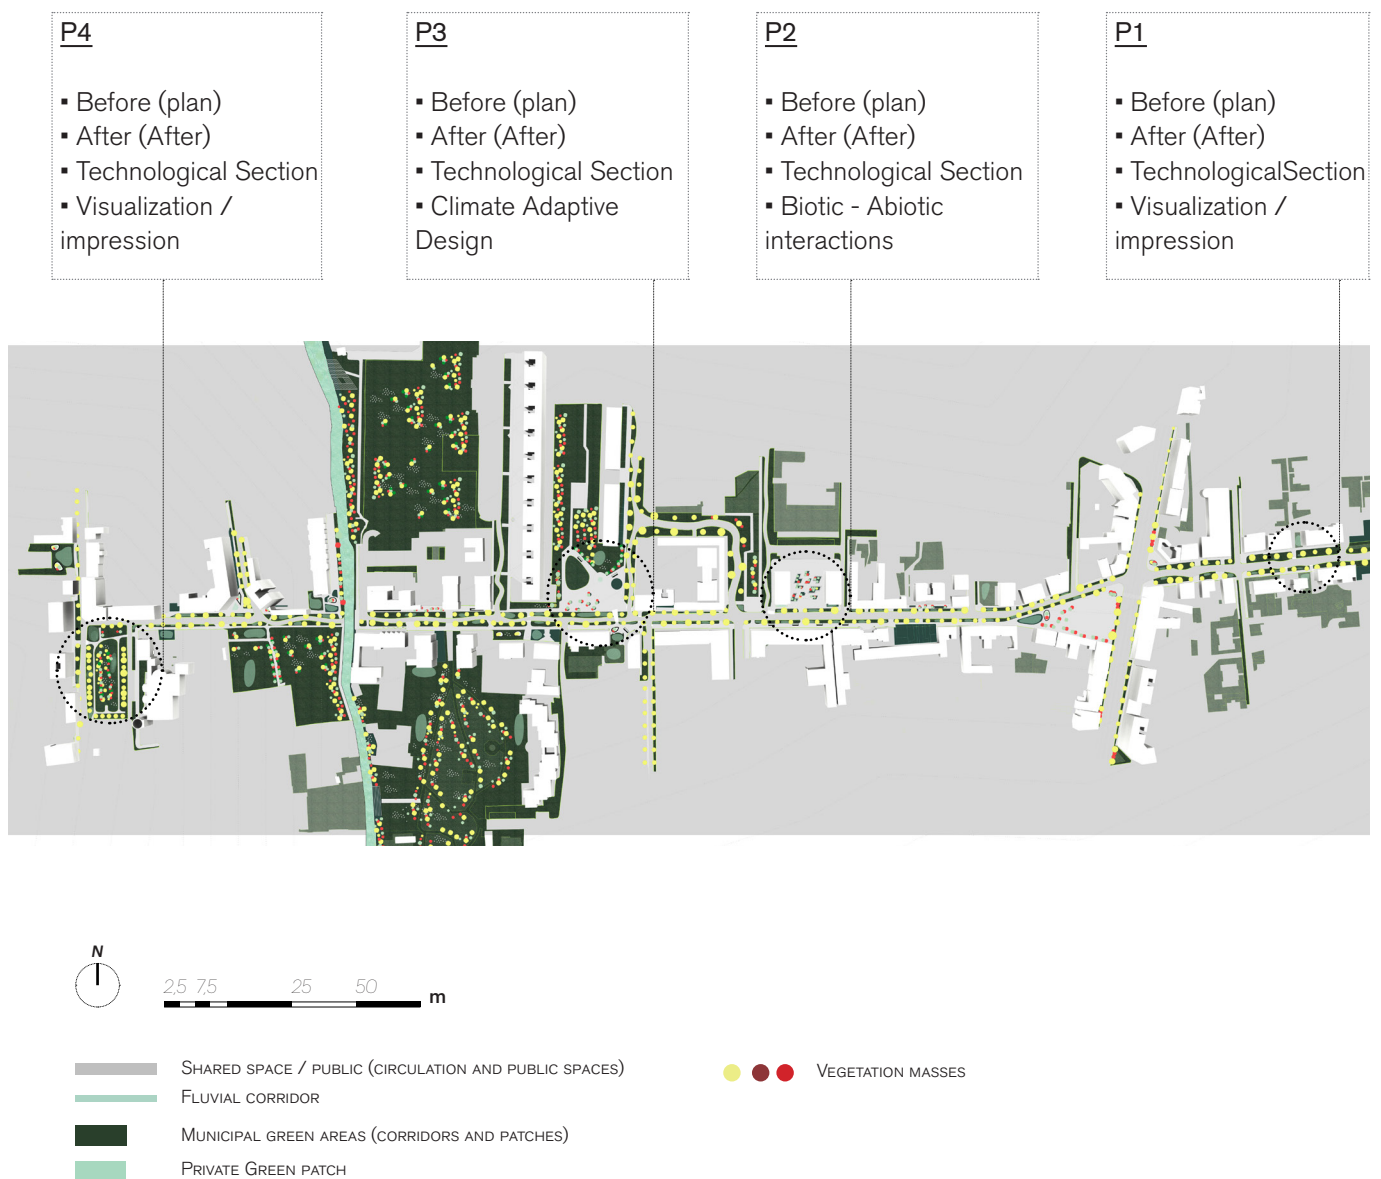 P4
▪ Before (plan)
▪ After (After)
▪ Technological Section
▪ Visualization /
impression
P3
▪ Before (plan)
▪ After (After)
▪ Technological Section
▪ Climate Adaptive
Design
P2
▪ Before (plan)
▪ After (After)
▪ Technological Section
▪ Biotic - Abiotic
interactions
P1
▪ Before (plan)
▪ After (After)
▪ TechnologicalSection
▪ Visualization /
impression
N
2,5 7,5 25 50 m
Shared space / public (circulation and public spaces)
Fluvial corridor
Municipal green areas (corridors and patches)
Private Green patch
Vegetation masses